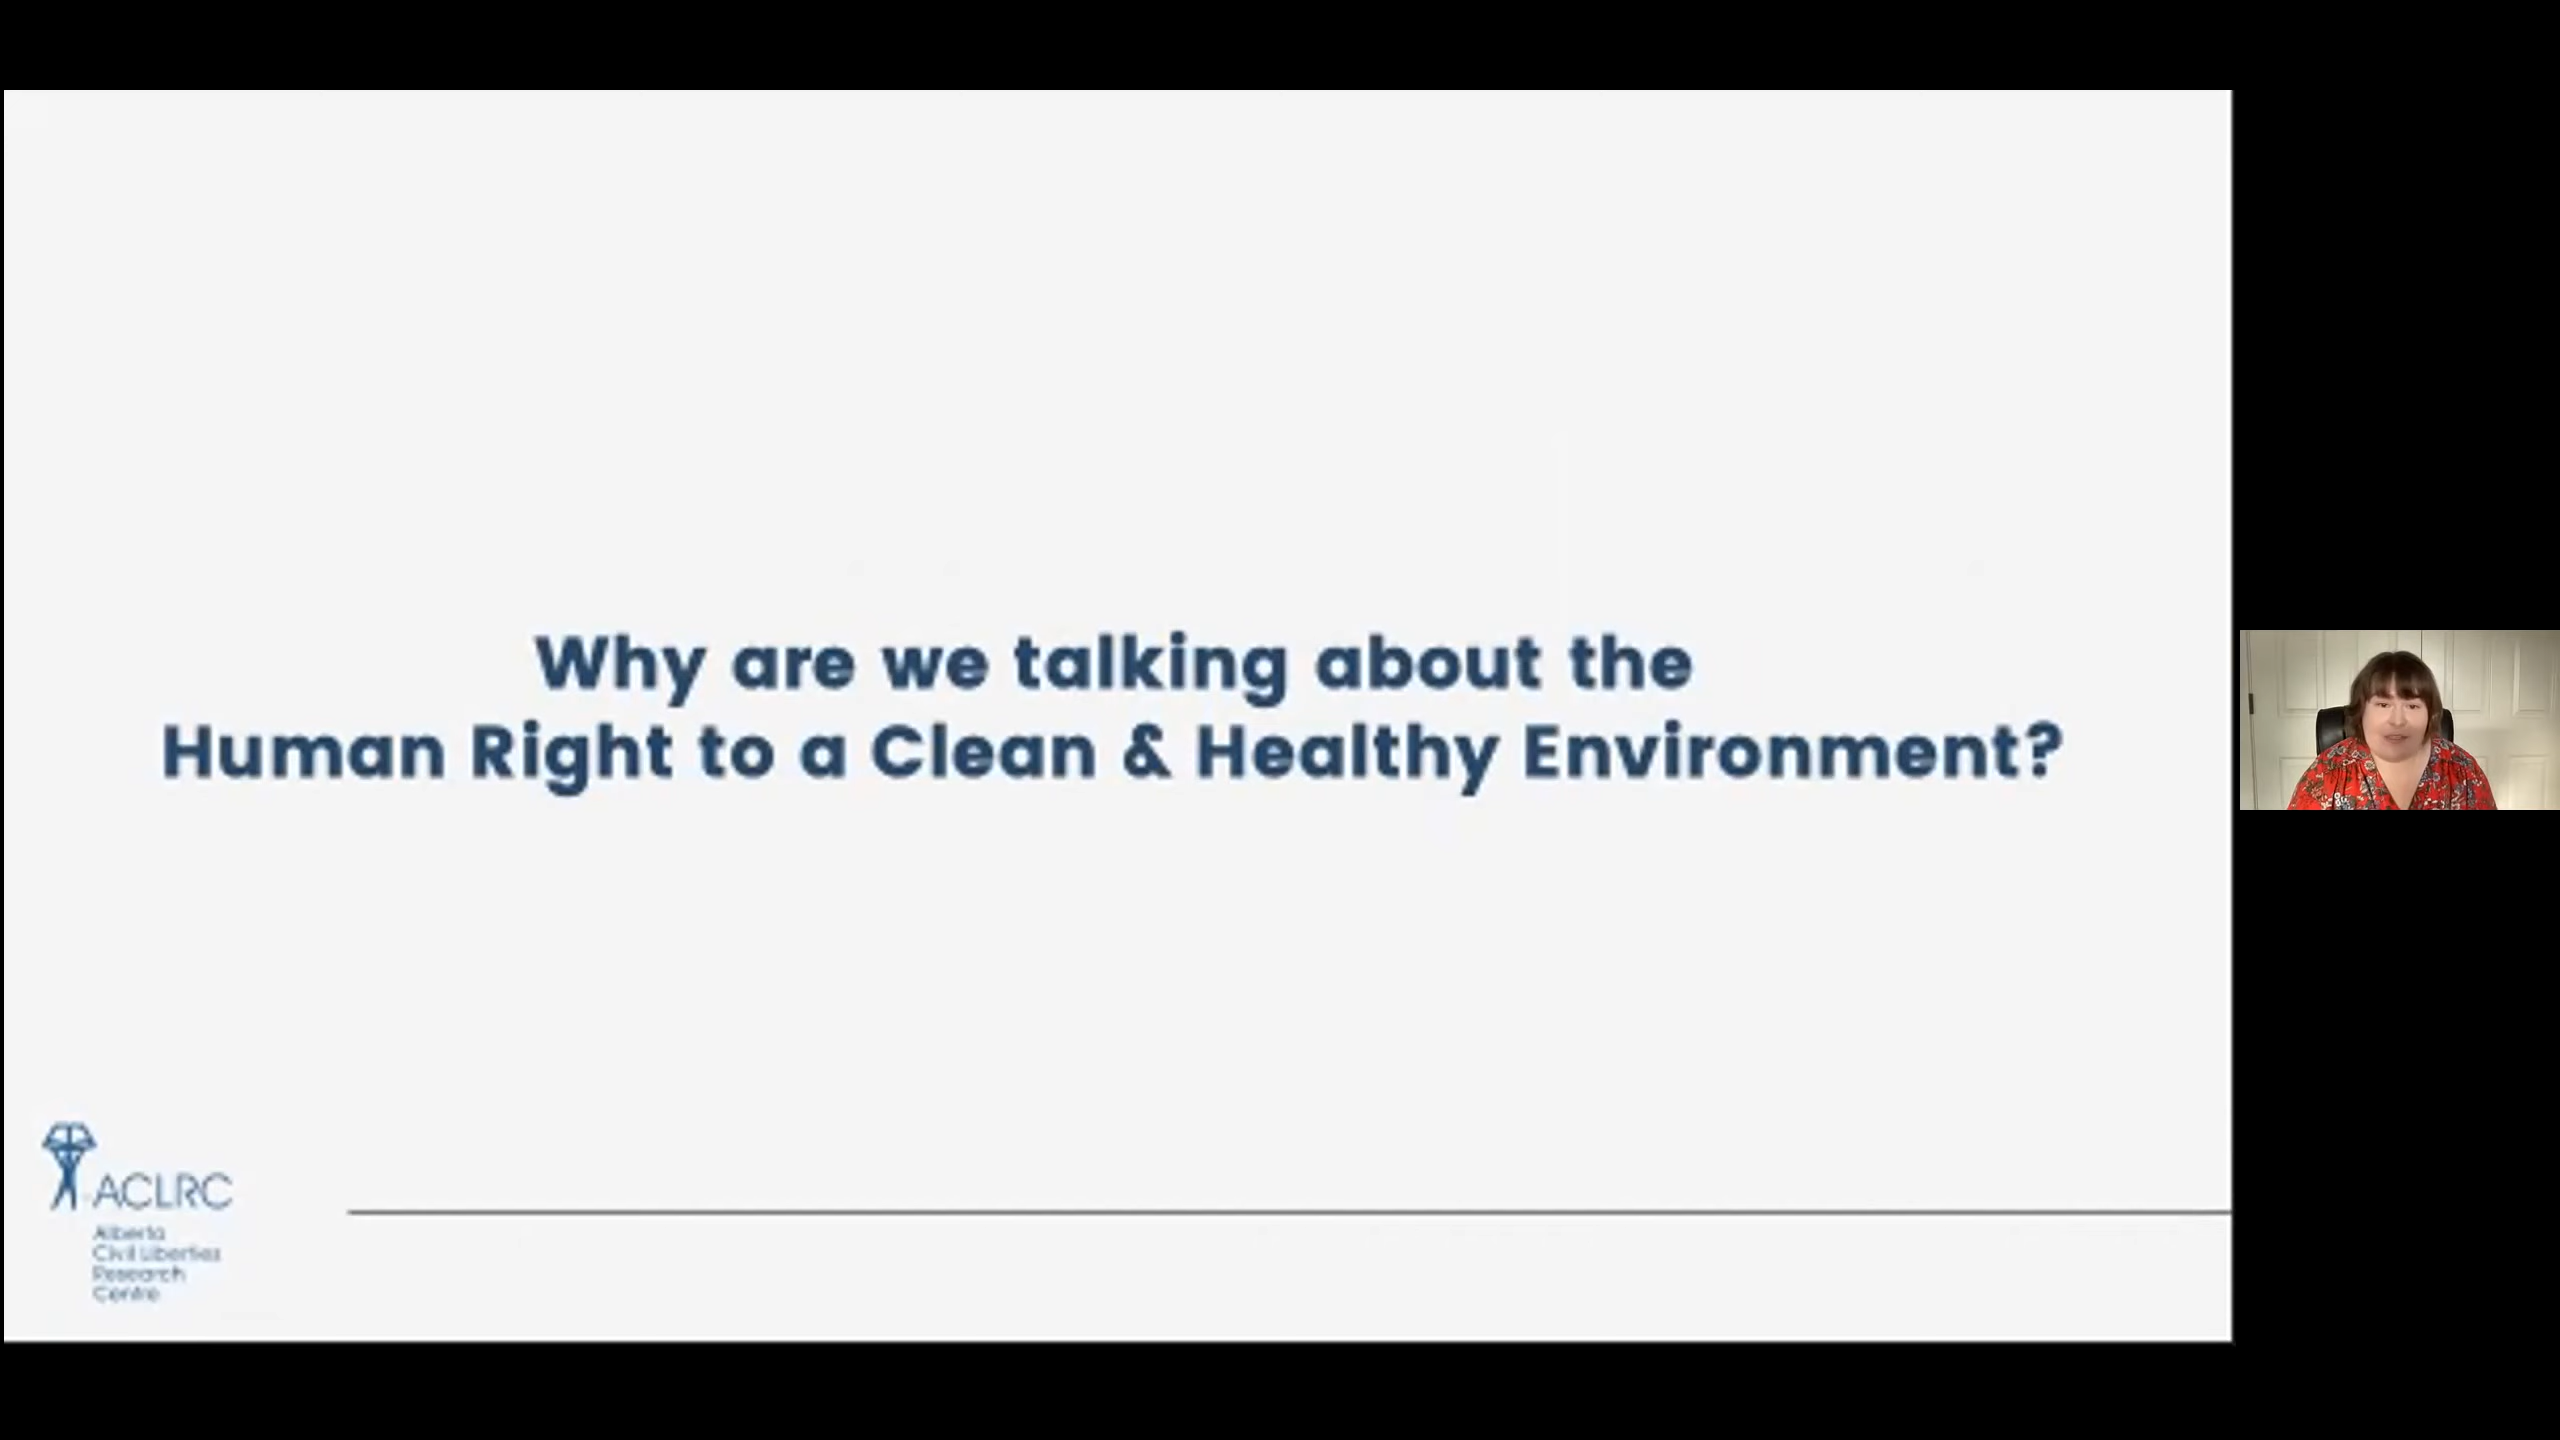 Why are we talking about the
Human Right to a Clean & Healthy Environment?
ACLRC
Alberta
Civil Liberties
Research
Centre